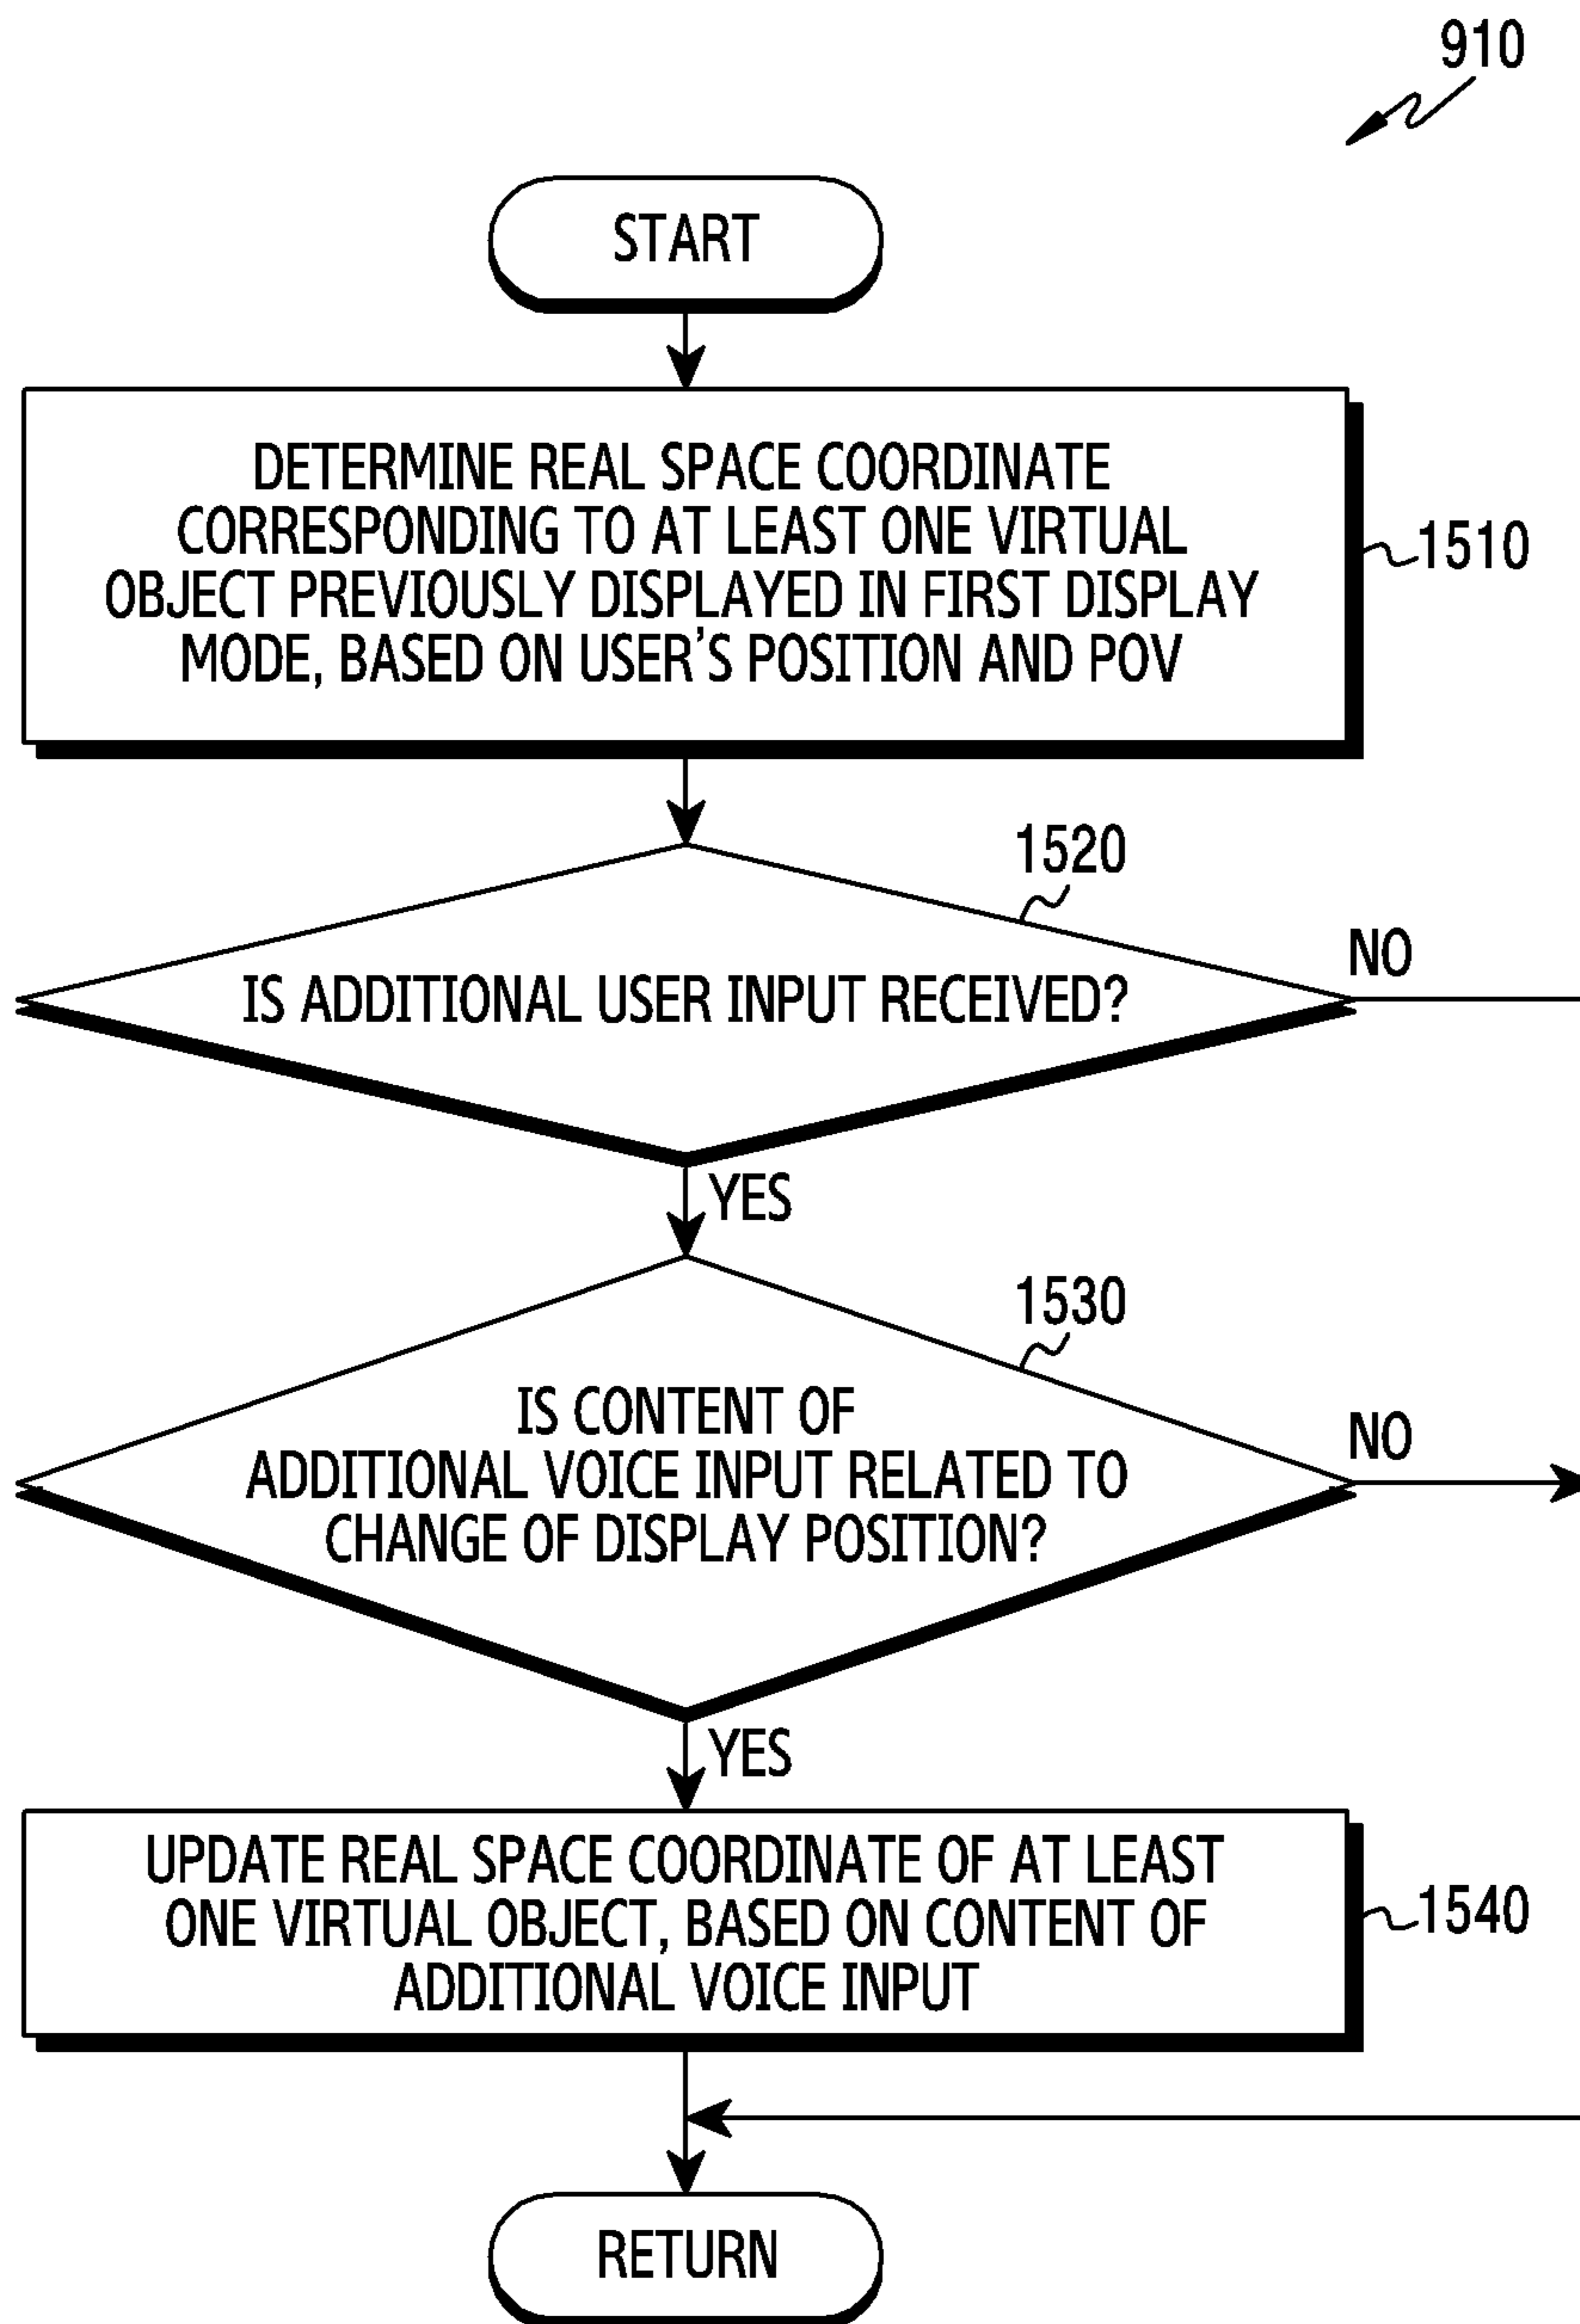 910
START
DETERMINE REAL SPACE COORDINATE
CORRESPONDING TO AT LEAST ONE VIRTUAL
OBJECT PREVIOUSLY DISPLAYED IN FIRST DISPLAY
MODE, BASED ON USER'S POSITION AND POV
1510
1520
IS ADDITIONAL USER INPUT RECEIVED?
NO
YES
1530
IS CONTENT OF
ADDITIONAL VOICE INPUT RELATED TO
CHANGE OF DISPLAY POSITION?
NO
YES
UPDATE REAL SPACE COORDINATE OF AT LEAST
ONE VIRTUAL OBJECT, BASED ON CONTENT OF
ADDITIONAL VOICE INPUT
1540
RETURN